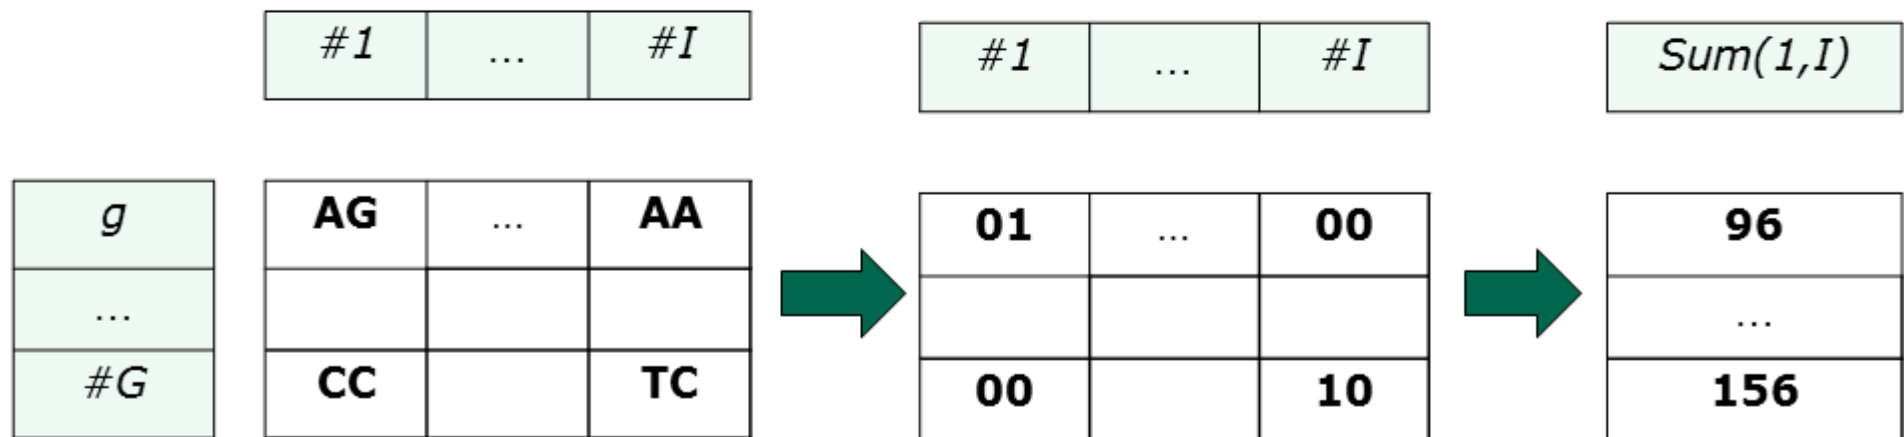 #1 ... #I #1 ... #I Sum(1,I)
g AG ... AA 01 ... 00 96
... ...
#G CC TC 00 10 156